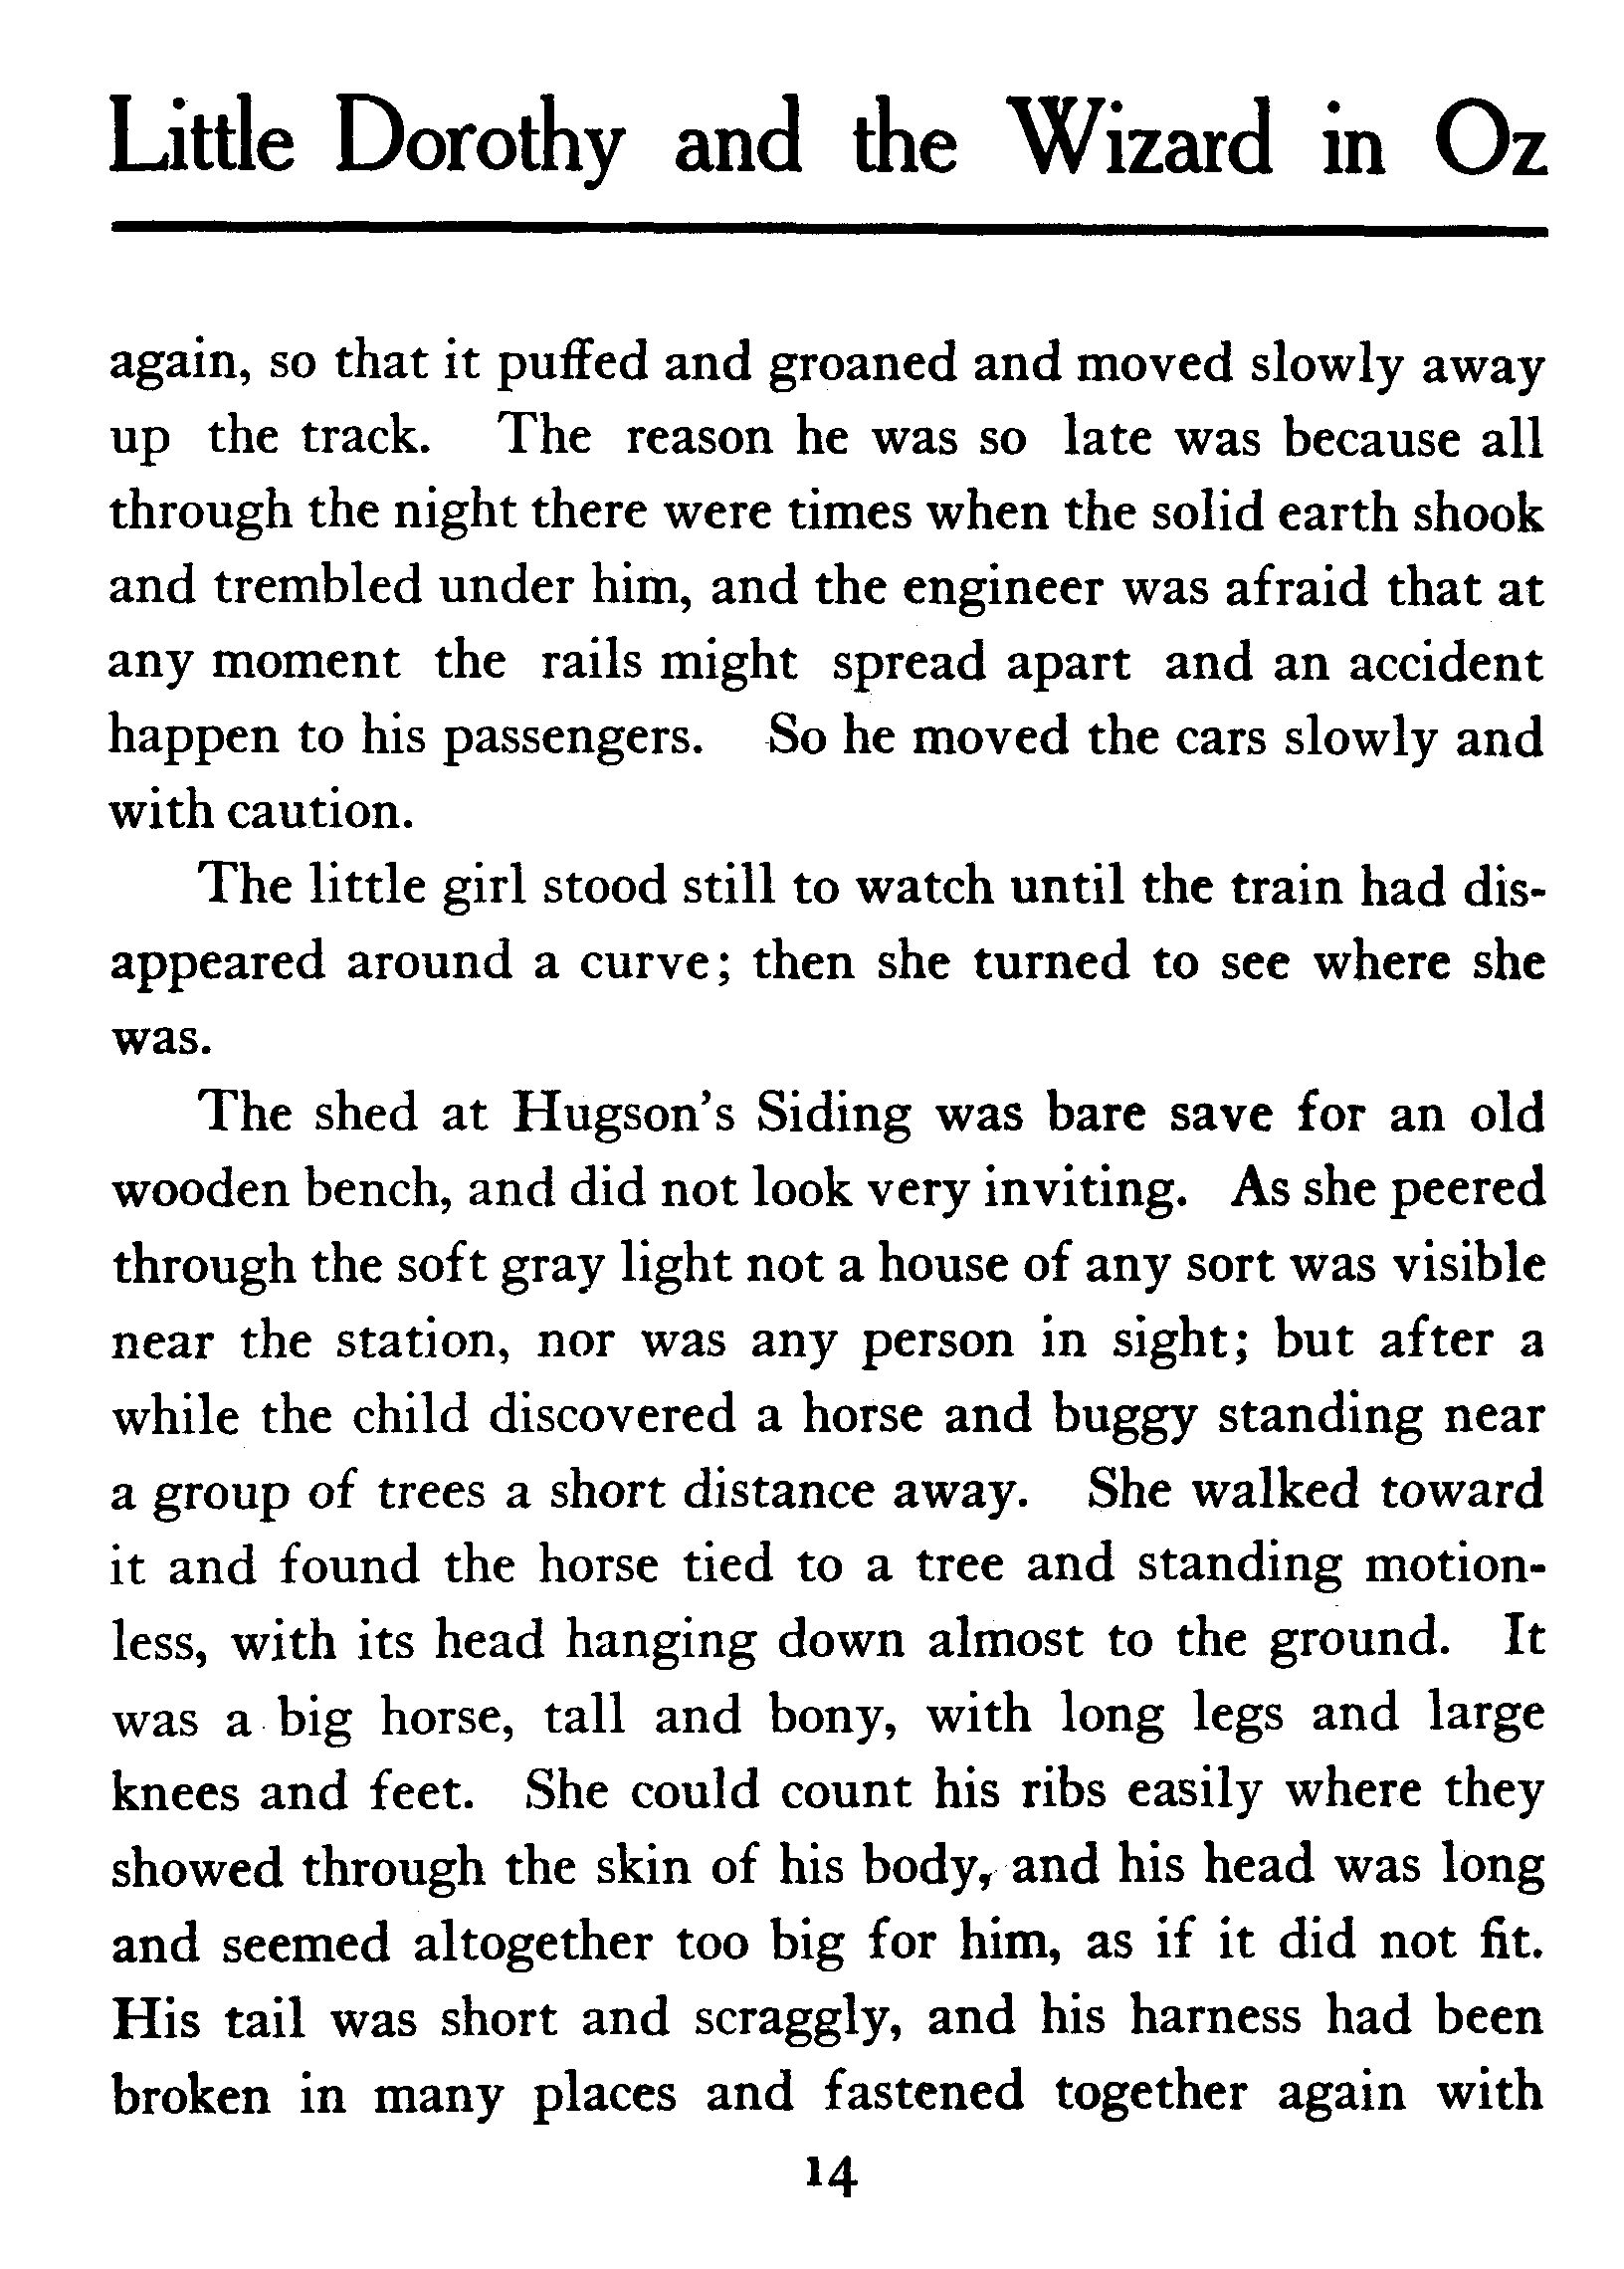 Little Dorothy and the Wizard in Oz
again, so that it puffed and groaned and moved slowly away
up the track. The reason he was so late was because all
through the night there were times when the solid earth shook
and trembled under him, and the engineer was afraid that at
any moment the rails might spread apart and an accident
happen to his passengers. So he moved the cars slowly and
with caution.
The little girl stood still to watch until the train had dis-
appeared around a curve; then she turned to see where she
was.
The shed at Hugson's Siding was bare save for an old
wooden bench, and did not look very inviting. As she peered
through the soft gray light not a house of any sort was visible
near the station, nor was any person in sight; but after a
while the child discovered a horse and buggy standing near
a group of trees a short distance away. She walked toward
it and found the horse tied to a tree and standing motion-
less, with its head hanging down almost to the ground. It
was a big horse, tall and bony, with long legs and large
knees and feet. She could count his ribs easily where they
showed through the skin of his body, and his head was long
and seemed altogether too big for him, as if it did not fit.
His tail was short and scraggly, and his harness had been
broken in many places and fastened together again with
14